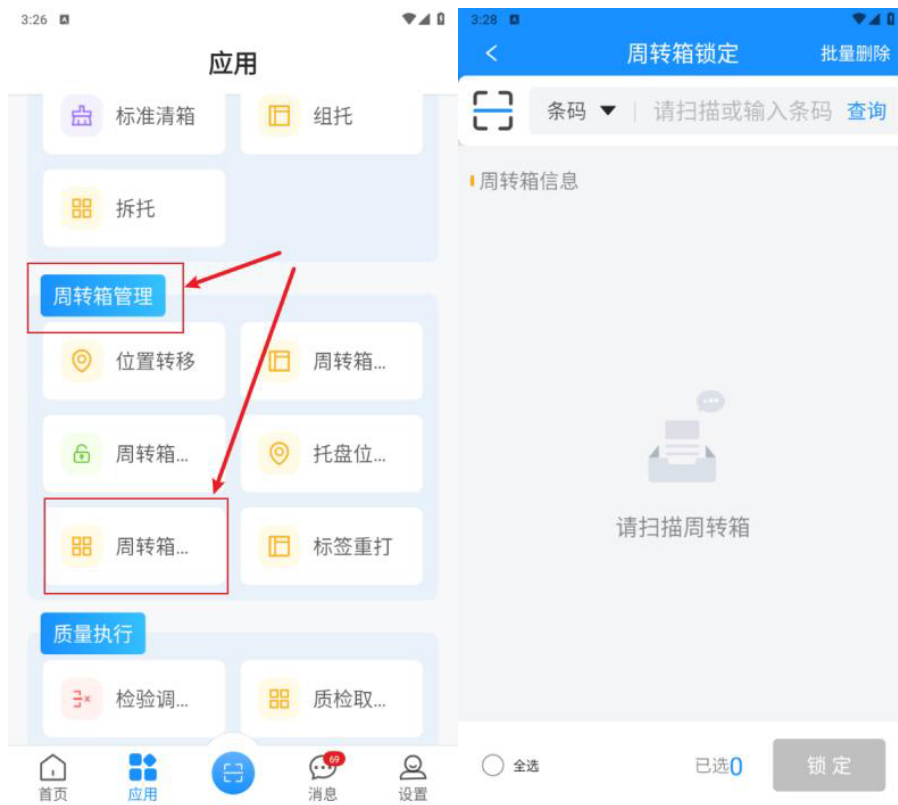 3:26
应用
标准清箱
组托
拆托
周转箱管理
位置转移
周转箱...
周转箱...
托盘位...
周转箱...
标签重打
质量执行
检验调...
质检取...
首页
应用
69
消息
设置
3:28
周转箱锁定
批量删除
条码
请扫描或输入条码
查询
周转箱信息
请扫描周转箱
全选
已选0
锁定